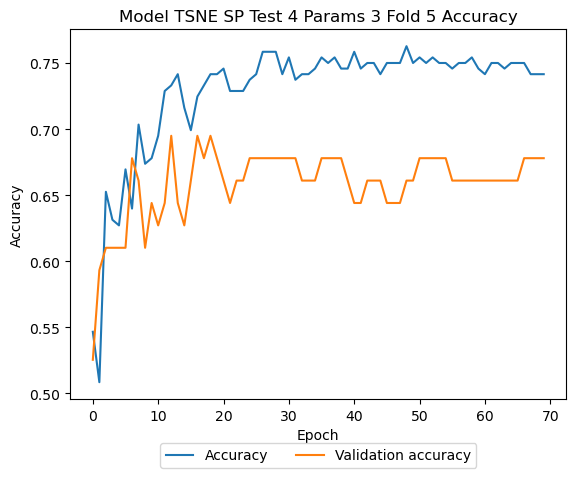 Model TSNE SP Test 4 Params 3 Fold 5 Accuracy
Accuracy
0.75
0.70
0.65
0.60
0.55
0.50
0 10 20 30 40 50 60 70
Epoch
Accuracy Validation accuracy